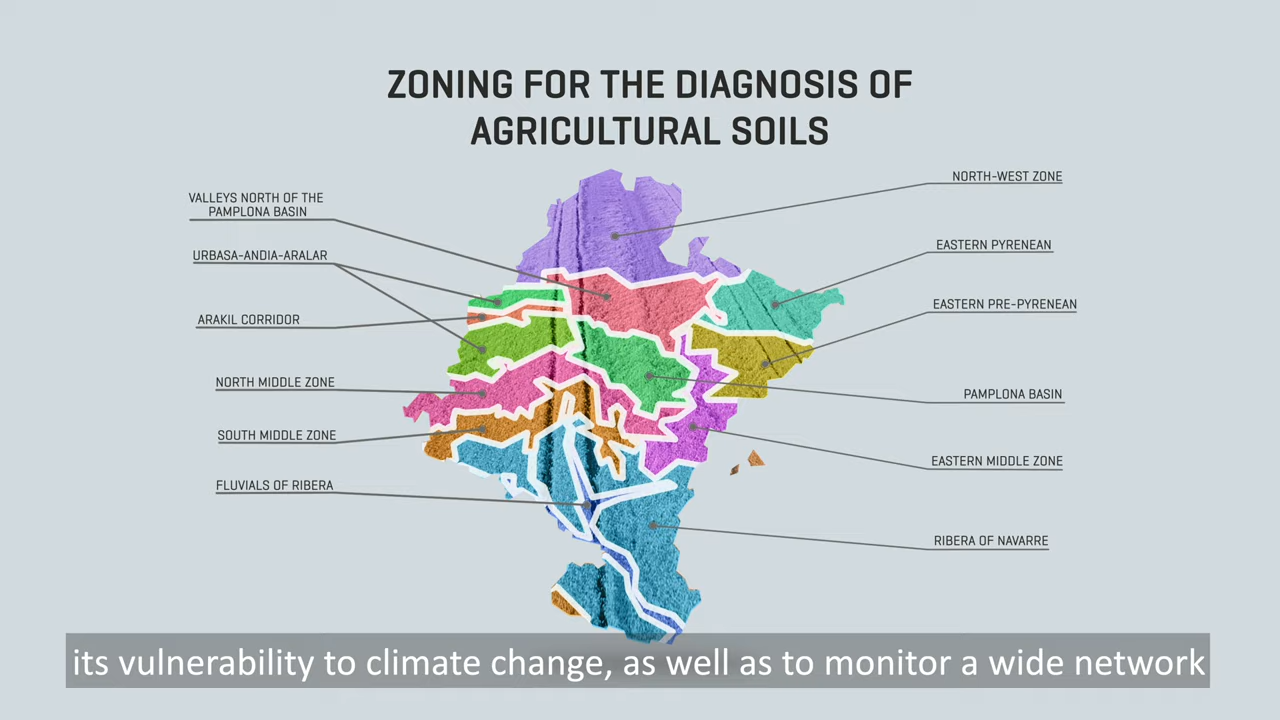 ZONING FOR THE DIAGNOSIS OF
AGRICULTURAL SOILS
VALLEYS NORTH OF THE
PAMPLONA BASIN
URBASA-ANDIA-ARALAR
ARAKIL CORRIDOR
NORTH MIDDLE ZONE
SOUTH MIDDLE ZONE
FLUVIALS OF RIBERA
NORTH-WEST ZONE
EASTERN PYRENEAN
EASTERN PRE-PYRENEAN
PAMPLONA BASIN
EASTERN MIDDLE ZONE
RIBERA OF NAVARRE
its vulnerability to climate change, as well as to monitor a wide network